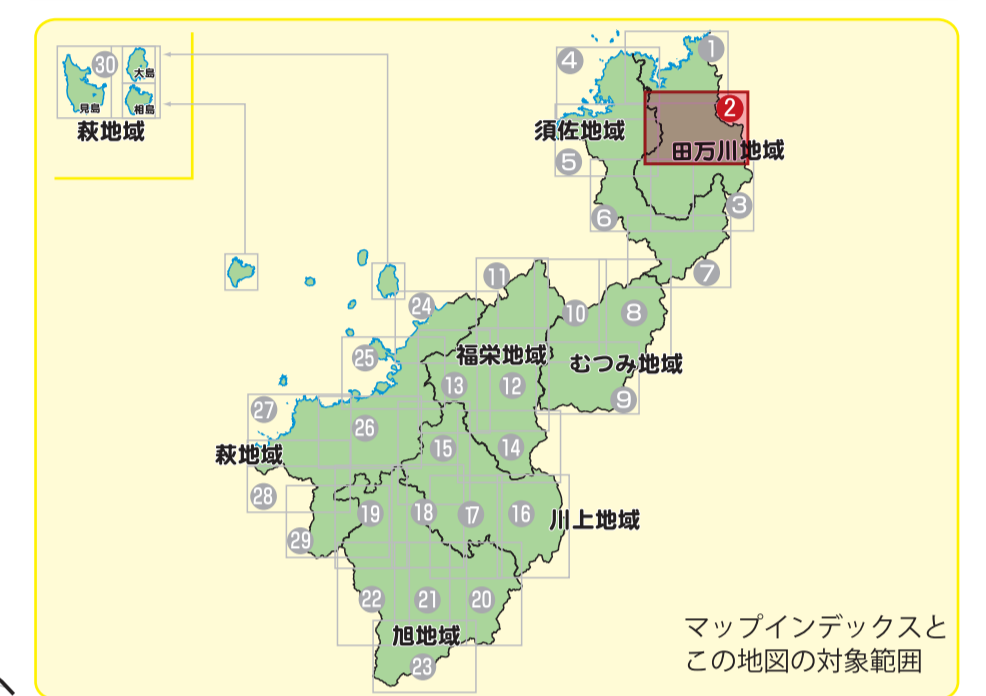 30
大島
見島
相島
萩地域
1
4
2
須佐地域
田万川地域
5
3
6
7
11
24
10
8
福栄地域
むつみ地域
25
13
12
9
27
26
15
14
萩地域
28
19
18
17
16
川上地域
29
22
21
20
旭地域
23
マップインデックスと
この地図の対象範囲